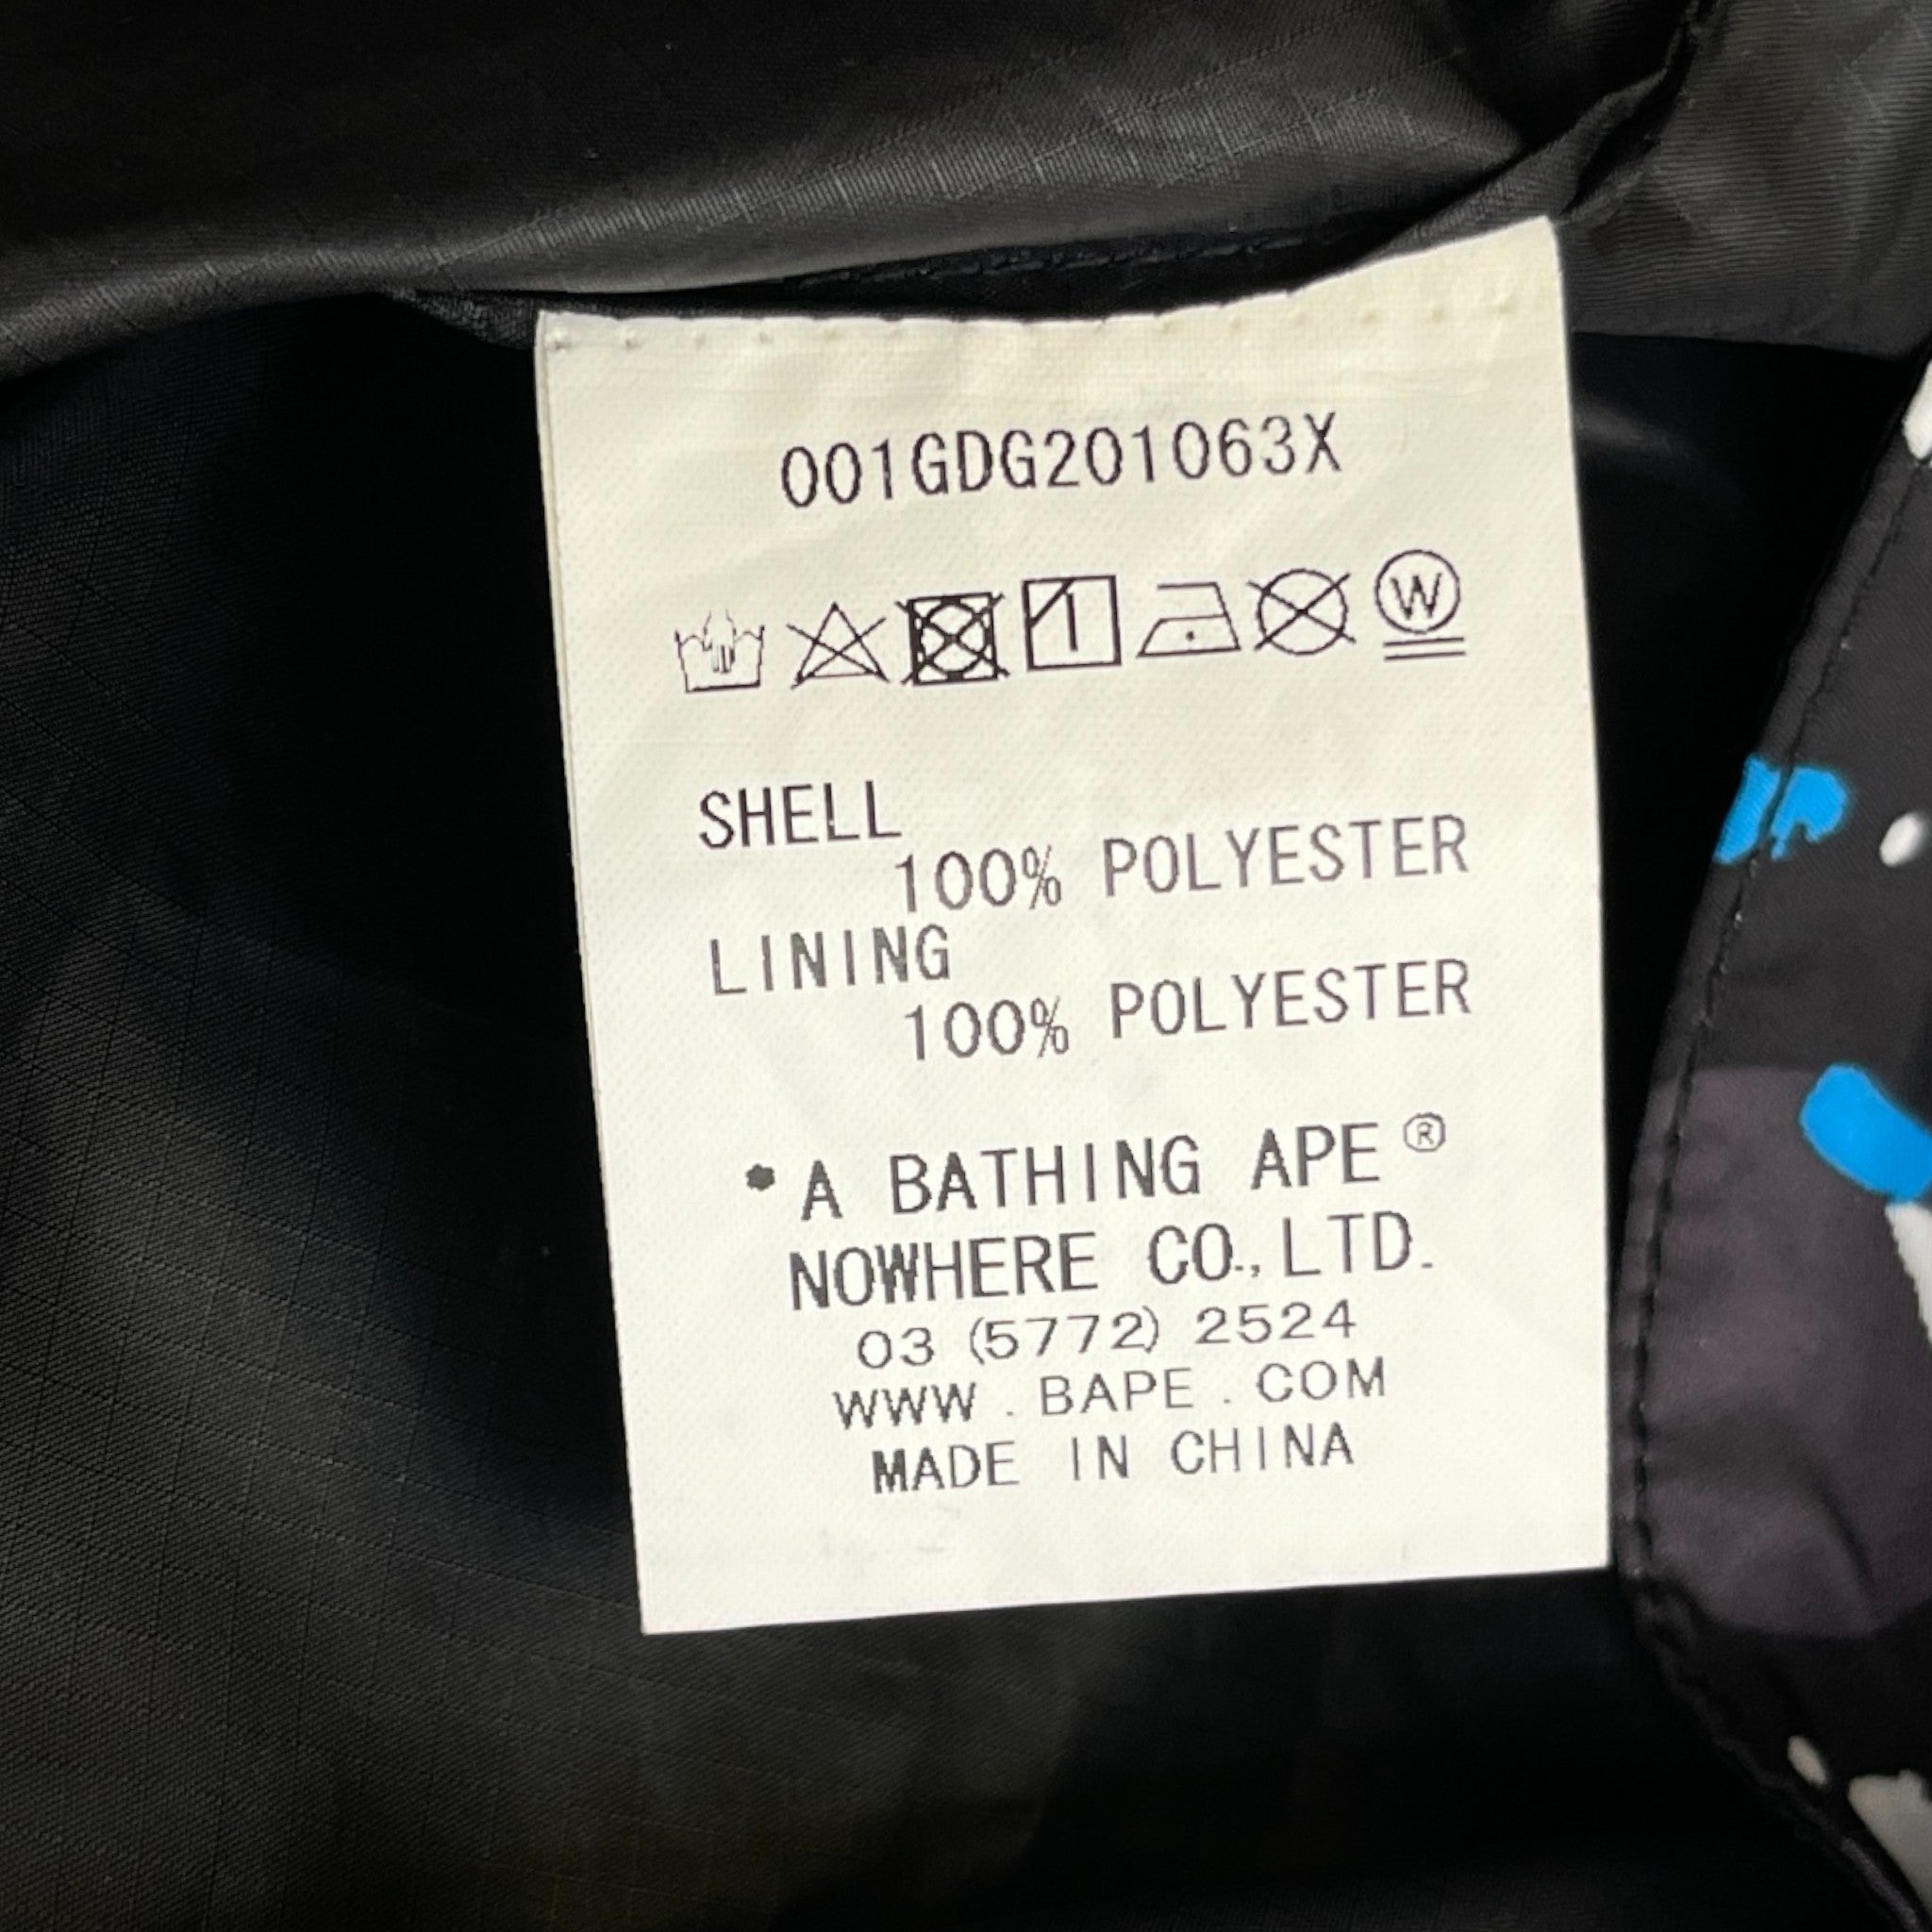 001GDG201063X
1
W
SHELL
100% POLYESTER
LINING
100% POLYESTER
*A BATHING APE®
NOWHERE CO., LTD.
03 (5772) 2524
WWW . BAPE . COM
MADE IN CHINA